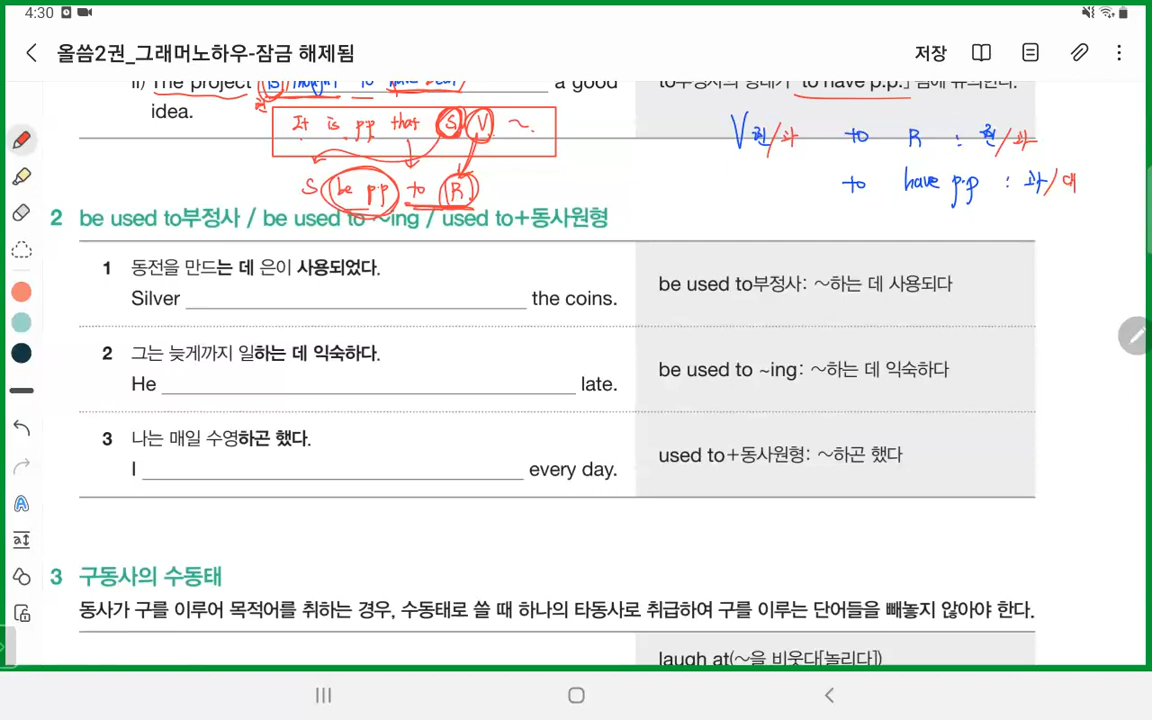 4:30
올씀2권_그래머노하우-잠금 해제됨
저장
ii) The project is thought to have been a good
idea.
to부정사의 형태가 「to have p.p.」임에 유의한다.
현
It is p.p that S V ~.
S be p.p to R
V현/과 to R : 현/과
to have p.p : 과/대
2 be used to부정사 / be used to ~ing / used to+동사원형
1 동전을 만드는 데 은이 사용되었다.
Silver ______ the coins.
be used to부정사: ~하는 데 사용되다
2 그는 늦게까지 일하는 데 익숙하다.
He ______ late.
be used to ~ing: ~하는 데 익숙하다
3 나는 매일 수영하곤 했다.
I ______ every day.
used to+동사원형: ~하곤 했다
3 구동사의 수동태
동사가 구를 이루어 목적어를 취하는 경우, 수동태로 쓸 때 하나의 타동사로 취급하여 구를 이루는 단어들을 빼놓지 않아야 한다.
laugh at(~을 비웃다[놀리다])